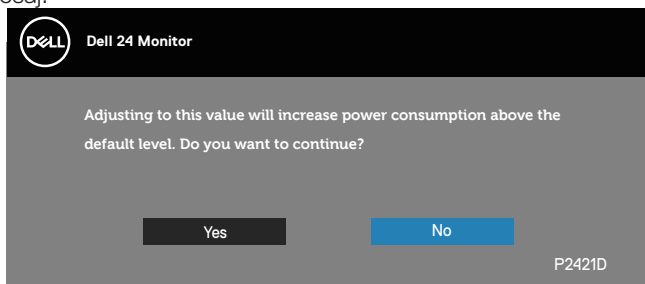 DELL
Dell 24 Monitor
Adjusting to this value will increase power consumption above the
default level. Do you want to continue?
Yes
No
P2421D